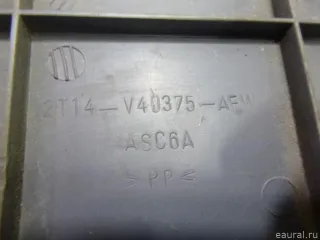 2T14-V40375-AEW
ASC6A
>PP<
eaural.ru